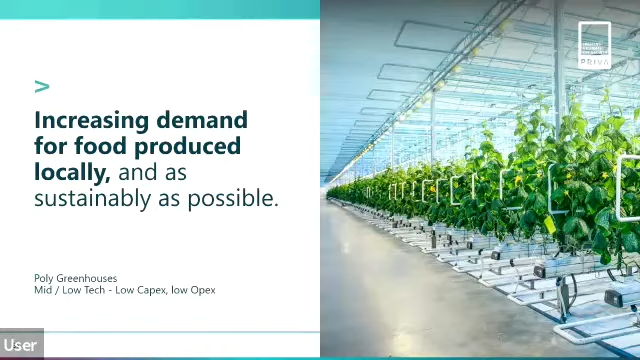 >
Increasing demand
for food produced
locally, and as
sustainably as possible.
Poly Greenhouses
Mid / Low Tech - Low Capex, low Opex
PRIVA
User